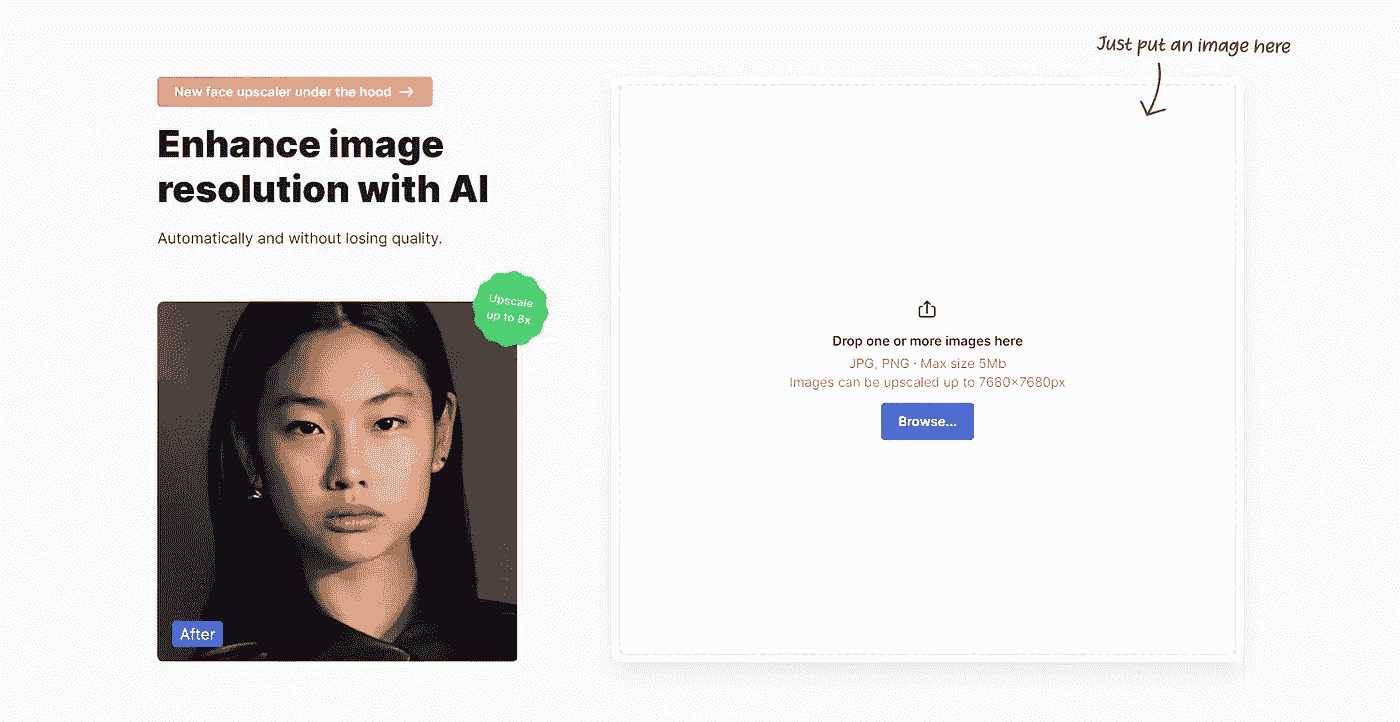 Just put an image here
New face upscaler under the hood →
Enhance image
resolution with AI
Automatically and without losing quality.
Upscale
up to 8x
After
Drop one or more images here
JPG, PNG · Max size 5Mb
Images can be upscaled up to 7680×7680px
Browse...